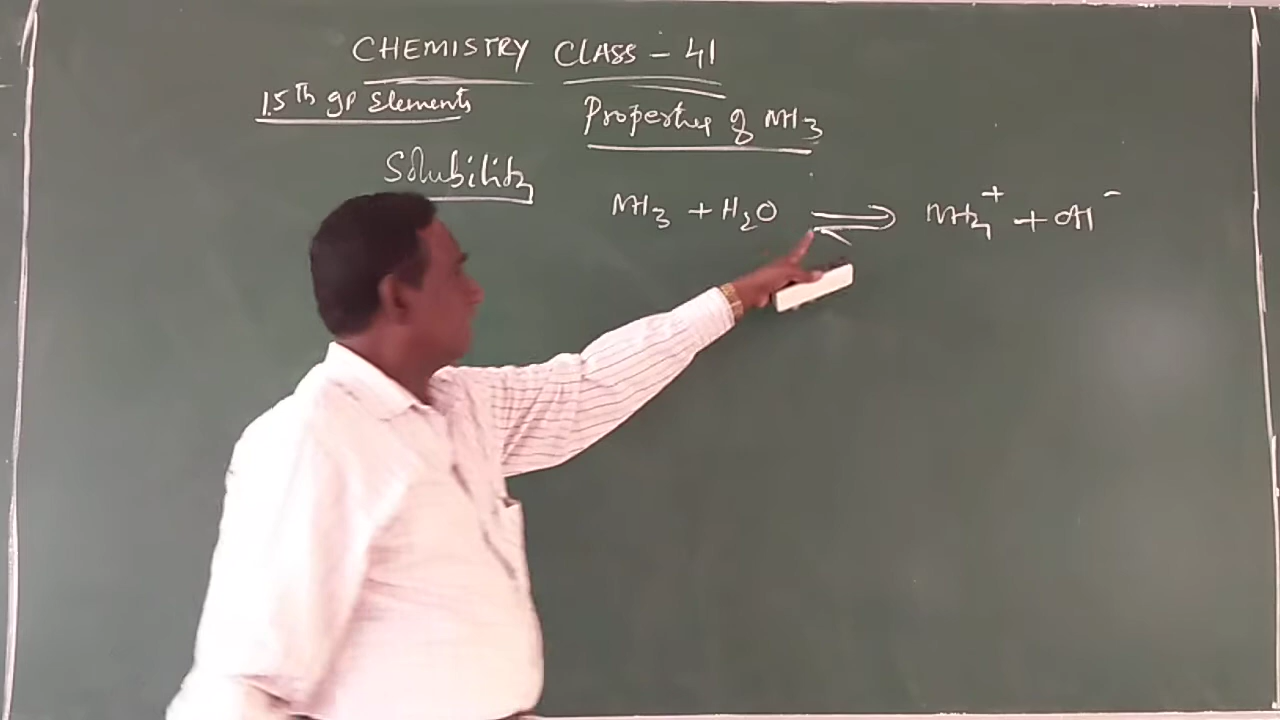 CHEMISTRY CLASS - 41
15Th gp Elements
Properties of NH3
Solubility
NH3 + H2O ⇌ NH4+ + OH-